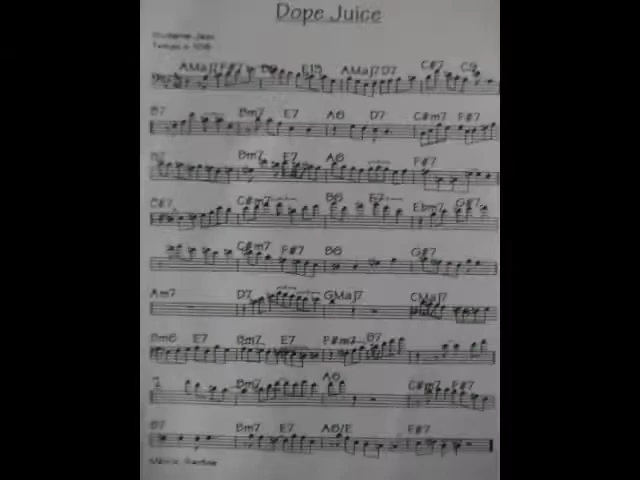 Dope Juice
AMaj7 F#7 E13 AMaj7 D7 C#7 C9
B7 Bm7 E7 A6 D7 C#m7 F#7
Bm7 E7 A6 F#7
C#m7 B6 E7 Ebm7 G#7
C#m7 F#7 B6 G#7
Am7 D7 GMaj7 CMaj7
Bm6 E7 Bm7 E7 F#m7 B7
Bm7 A6 C#m7 F#7
B7 Bm7 E7 A6/E F#7